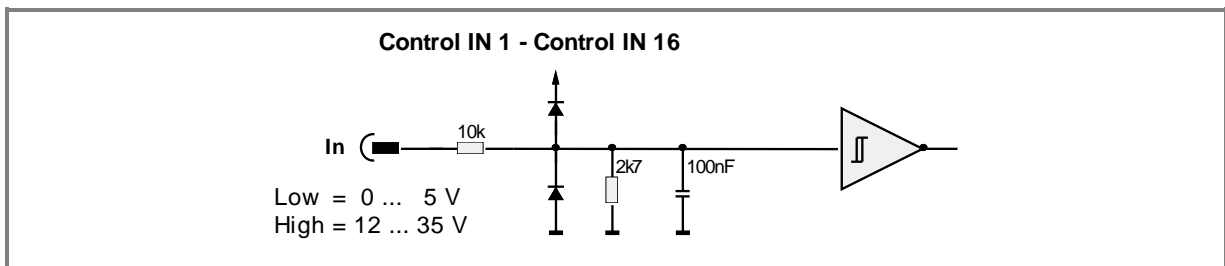 Control IN 1 - Control IN 16
In
10k
2k7
100nF
Low = 0 ... 5 V
High = 12 ... 35 V